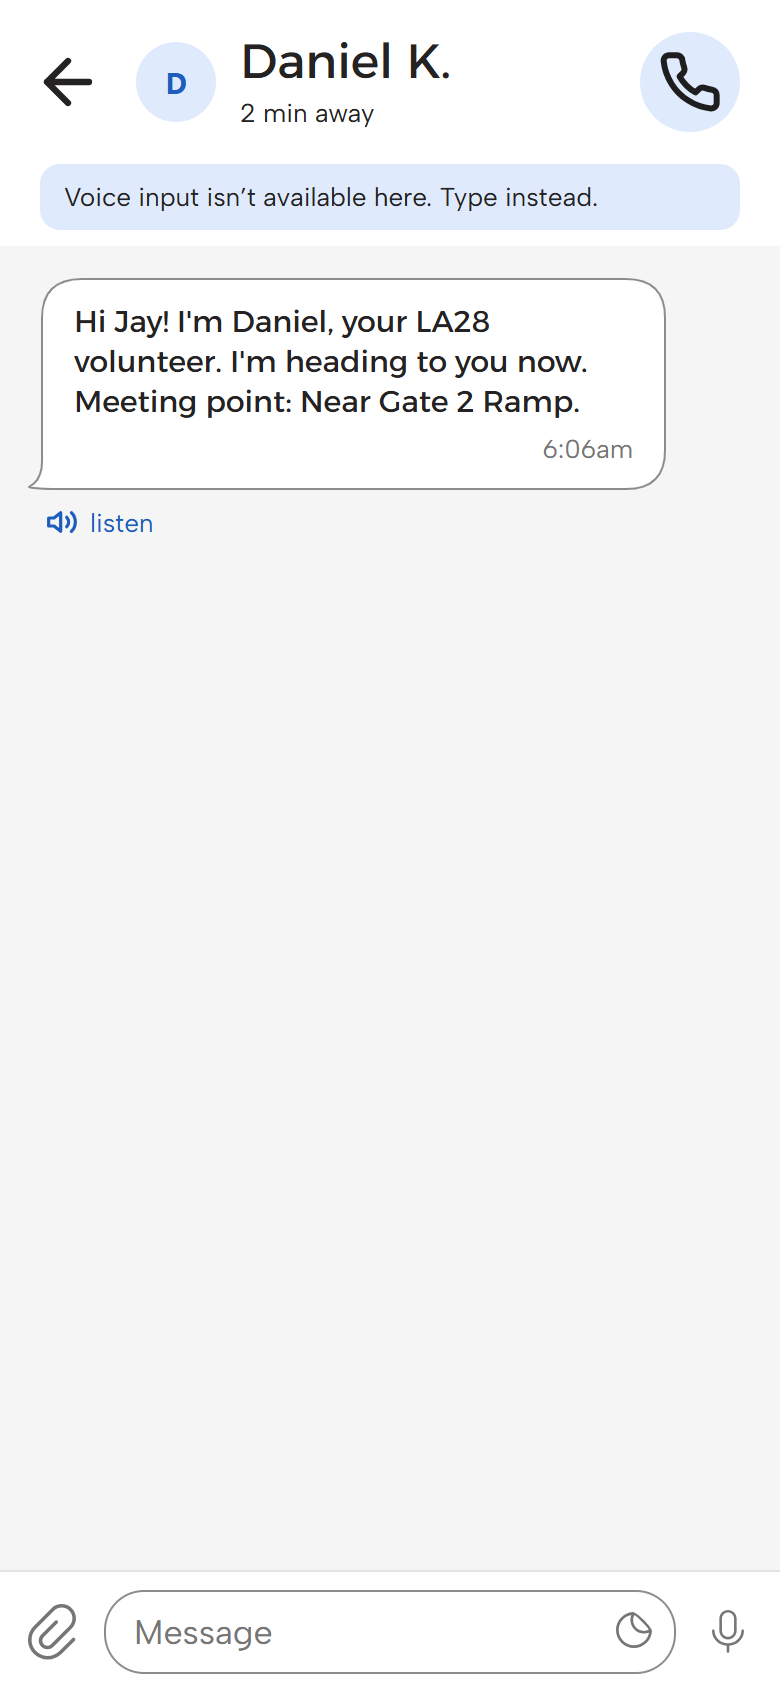 Daniel K.
D
2 min away
Voice input isn’t available here. Type instead.
Hi Jay! I'm Daniel, your LA28
volunteer. I'm heading to you now.
Meeting point: Near Gate 2 Ramp.
6:06am
listen
Message